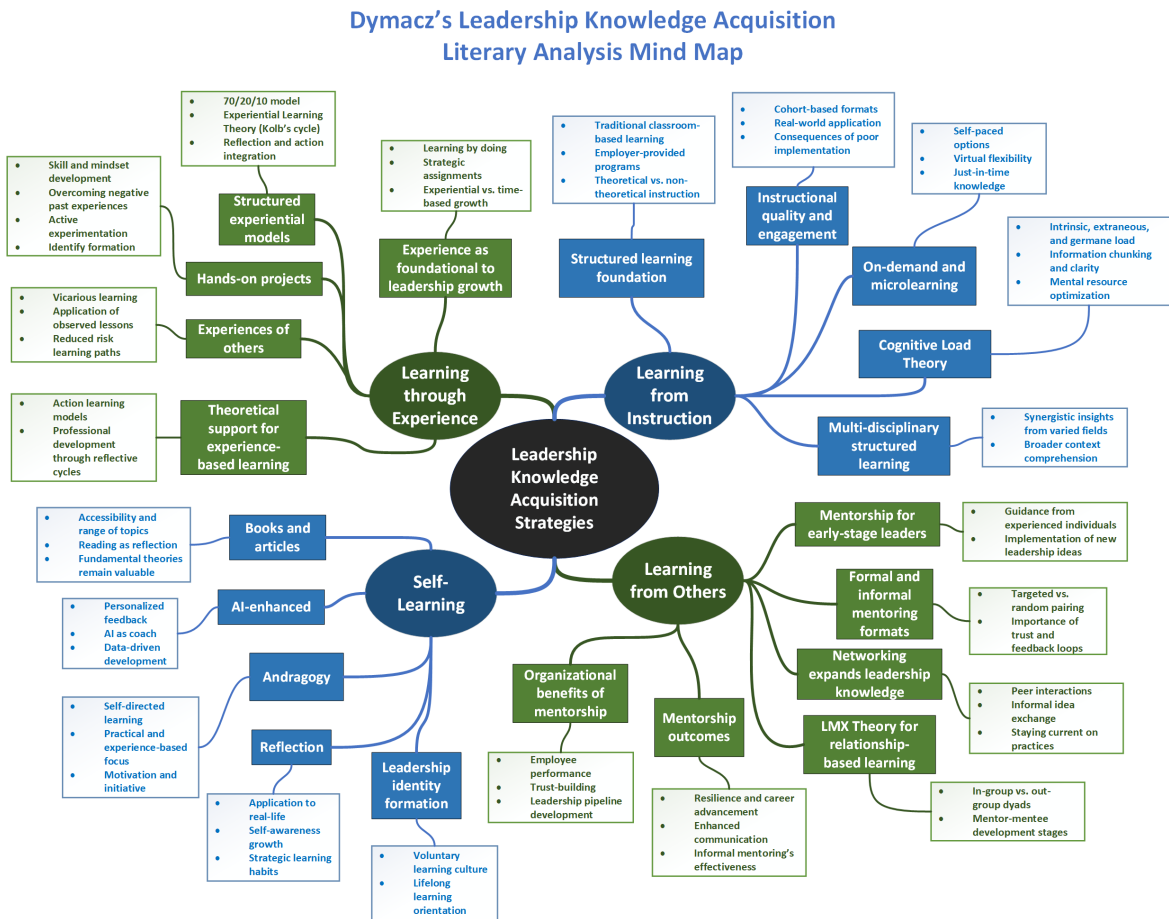 Dymacz's Leadership Knowledge Acquisition
Literary Analysis Mind Map
• 70/20/10 model
• Experiential Learning
Theory (Kolb's cycle)
• Reflection and action
integration
Structured
experiential
models
• Skill and mindset
development
• Overcoming negative
past experiences
• Active
experimentation
• Identify formation
Hands-on projects
• Vicarious learning
• Application of
observed lessons
• Reduced risk
learning paths
Experiences of
others
• Action learning
models
• Professional
development
through reflective
cycles
Theoretical
support for
experience-
based learning
• Learning by doing
• Strategic
assignments
• Experiential vs. time-
based growth
Experience as
foundational to
leadership growth
Learning
through
Experience
• Traditional classroom-
based learning
• Employer-provided
programs
• Theoretical vs. non-
theoretical instruction
Structured learning
foundation
• Cohort-based formats
• Real-world application
• Consequences of poor
implementation
Instructional
quality and
engagement
• Self-paced
options
• Virtual flexibility
• Just-in-time
knowledge
On-demand and
microlearning
• Intrinsic, extraneous,
and germane load
• Information chunking
and clarity
• Mental resource
optimization
Cognitive Load
Theory
Multi-disciplinary
structured
learning
• Synergistic insights
from varied fields
• Broader context
comprehension
Learning
from
Instruction
Leadership
Knowledge
Acquisition
Strategies
• Accessibility and
range of topics
• Reading as reflection
• Fundamental theories
remain valuable
Books and
articles
• Personalized
feedback
• AI as coach
• Data-driven
development
AI-enhanced
Self-
Learning
Andragogy
• Self-directed
learning
• Practical and
experience-based
focus
• Motivation and
initiative
Reflection
• Application to
real-life
• Self-awareness
growth
• Strategic learning
habits
Leadership
identity
formation
• Voluntary
learning culture
• Lifelong
learning
orientation
Learning
from Others
Mentorship for
early-stage leaders
• Guidance from
experienced individuals
• Implementation of new
leadership ideas
Formal and
informal
mentoring
formats
• Targeted vs.
random pairing
• Importance of
trust and
feedback loops
Networking
expands leadership
knowledge
• Peer interactions
• Informal idea
exchange
• Staying current on
practices
LMX Theory for
relationship-
based learning
• In-group vs. out-
group dyads
• Mentor-mentee
development stages
Organizational
benefits of
mentorship
• Employee
performance
• Trust-building
• Leadership pipeline
development
Mentorship
outcomes
• Resilience and career
advancement
• Enhanced
communication
• Informal mentoring's
effectiveness